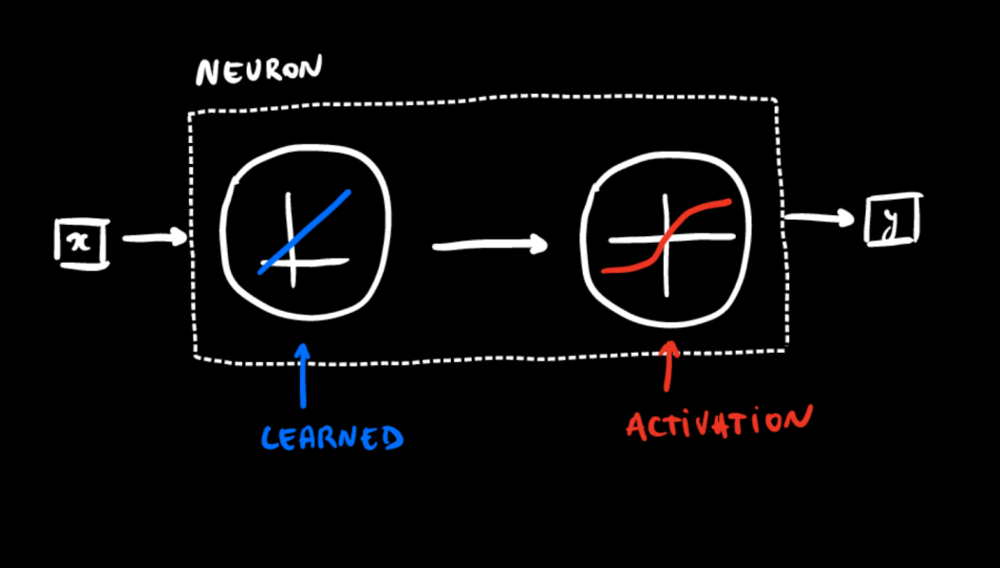 NEURON
x
y
LEARNED
ACTiVATION